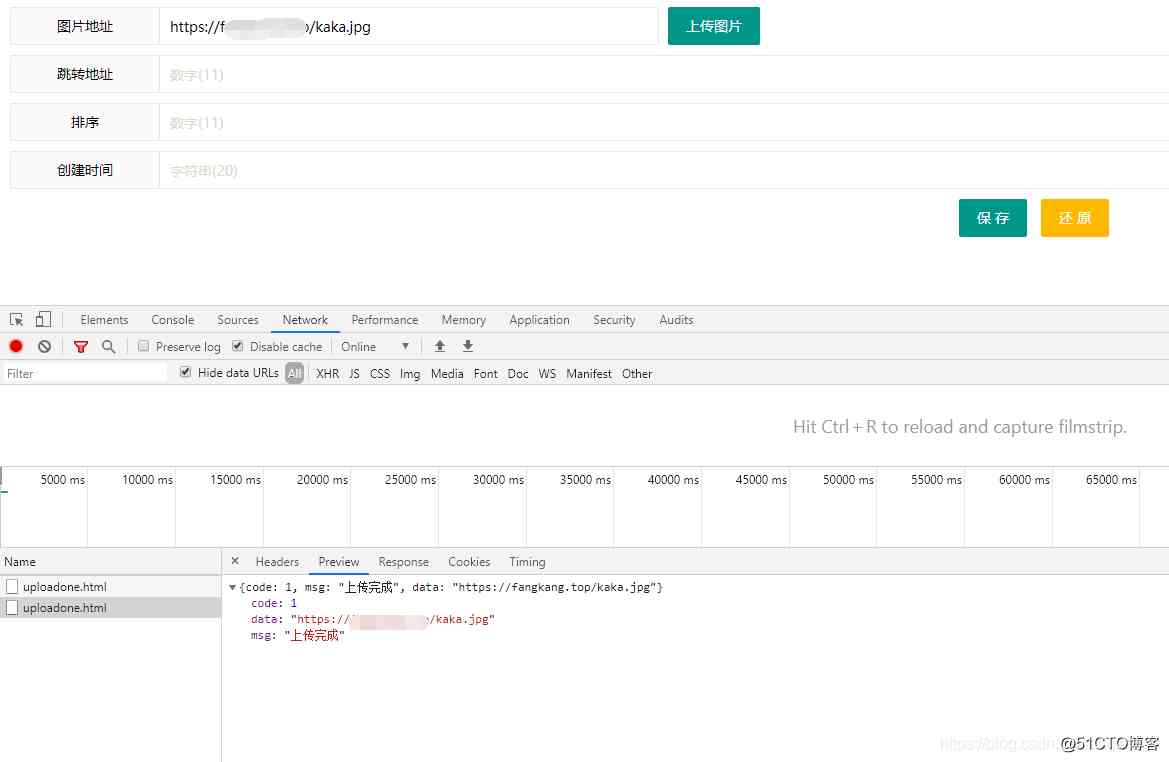 图片地址 https://f /kaka.jpg 上传图片
跳转地址 数字(11)
排序 数字(11)
创建时间 字符串(20)
保 存 还 原
Elements Console Sources Network Performance Memory Application Security Audits
Preserve log Disable cache Online ▼
Filter Hide data URLs All XHR JS CSS Img Media Font Doc WS Manifest Other
Hit Ctrl + R to reload and capture filmstrip.
5000 ms 10000 ms 15000 ms 20000 ms 25000 ms 30000 ms 35000 ms 40000 ms 45000 ms 50000 ms 55000 ms 60000 ms 65000 ms
Name × Headers Preview Response Cookies Timing
uploadone.html ▼{code: 1, msg: "上传完成", data: "https://fangkang.top/kaka.jpg"}
code: 1
uploadone.html
data: "https:// /kaka.jpg"
msg: "上传完成"
https://blog.csdn @51CTO博客